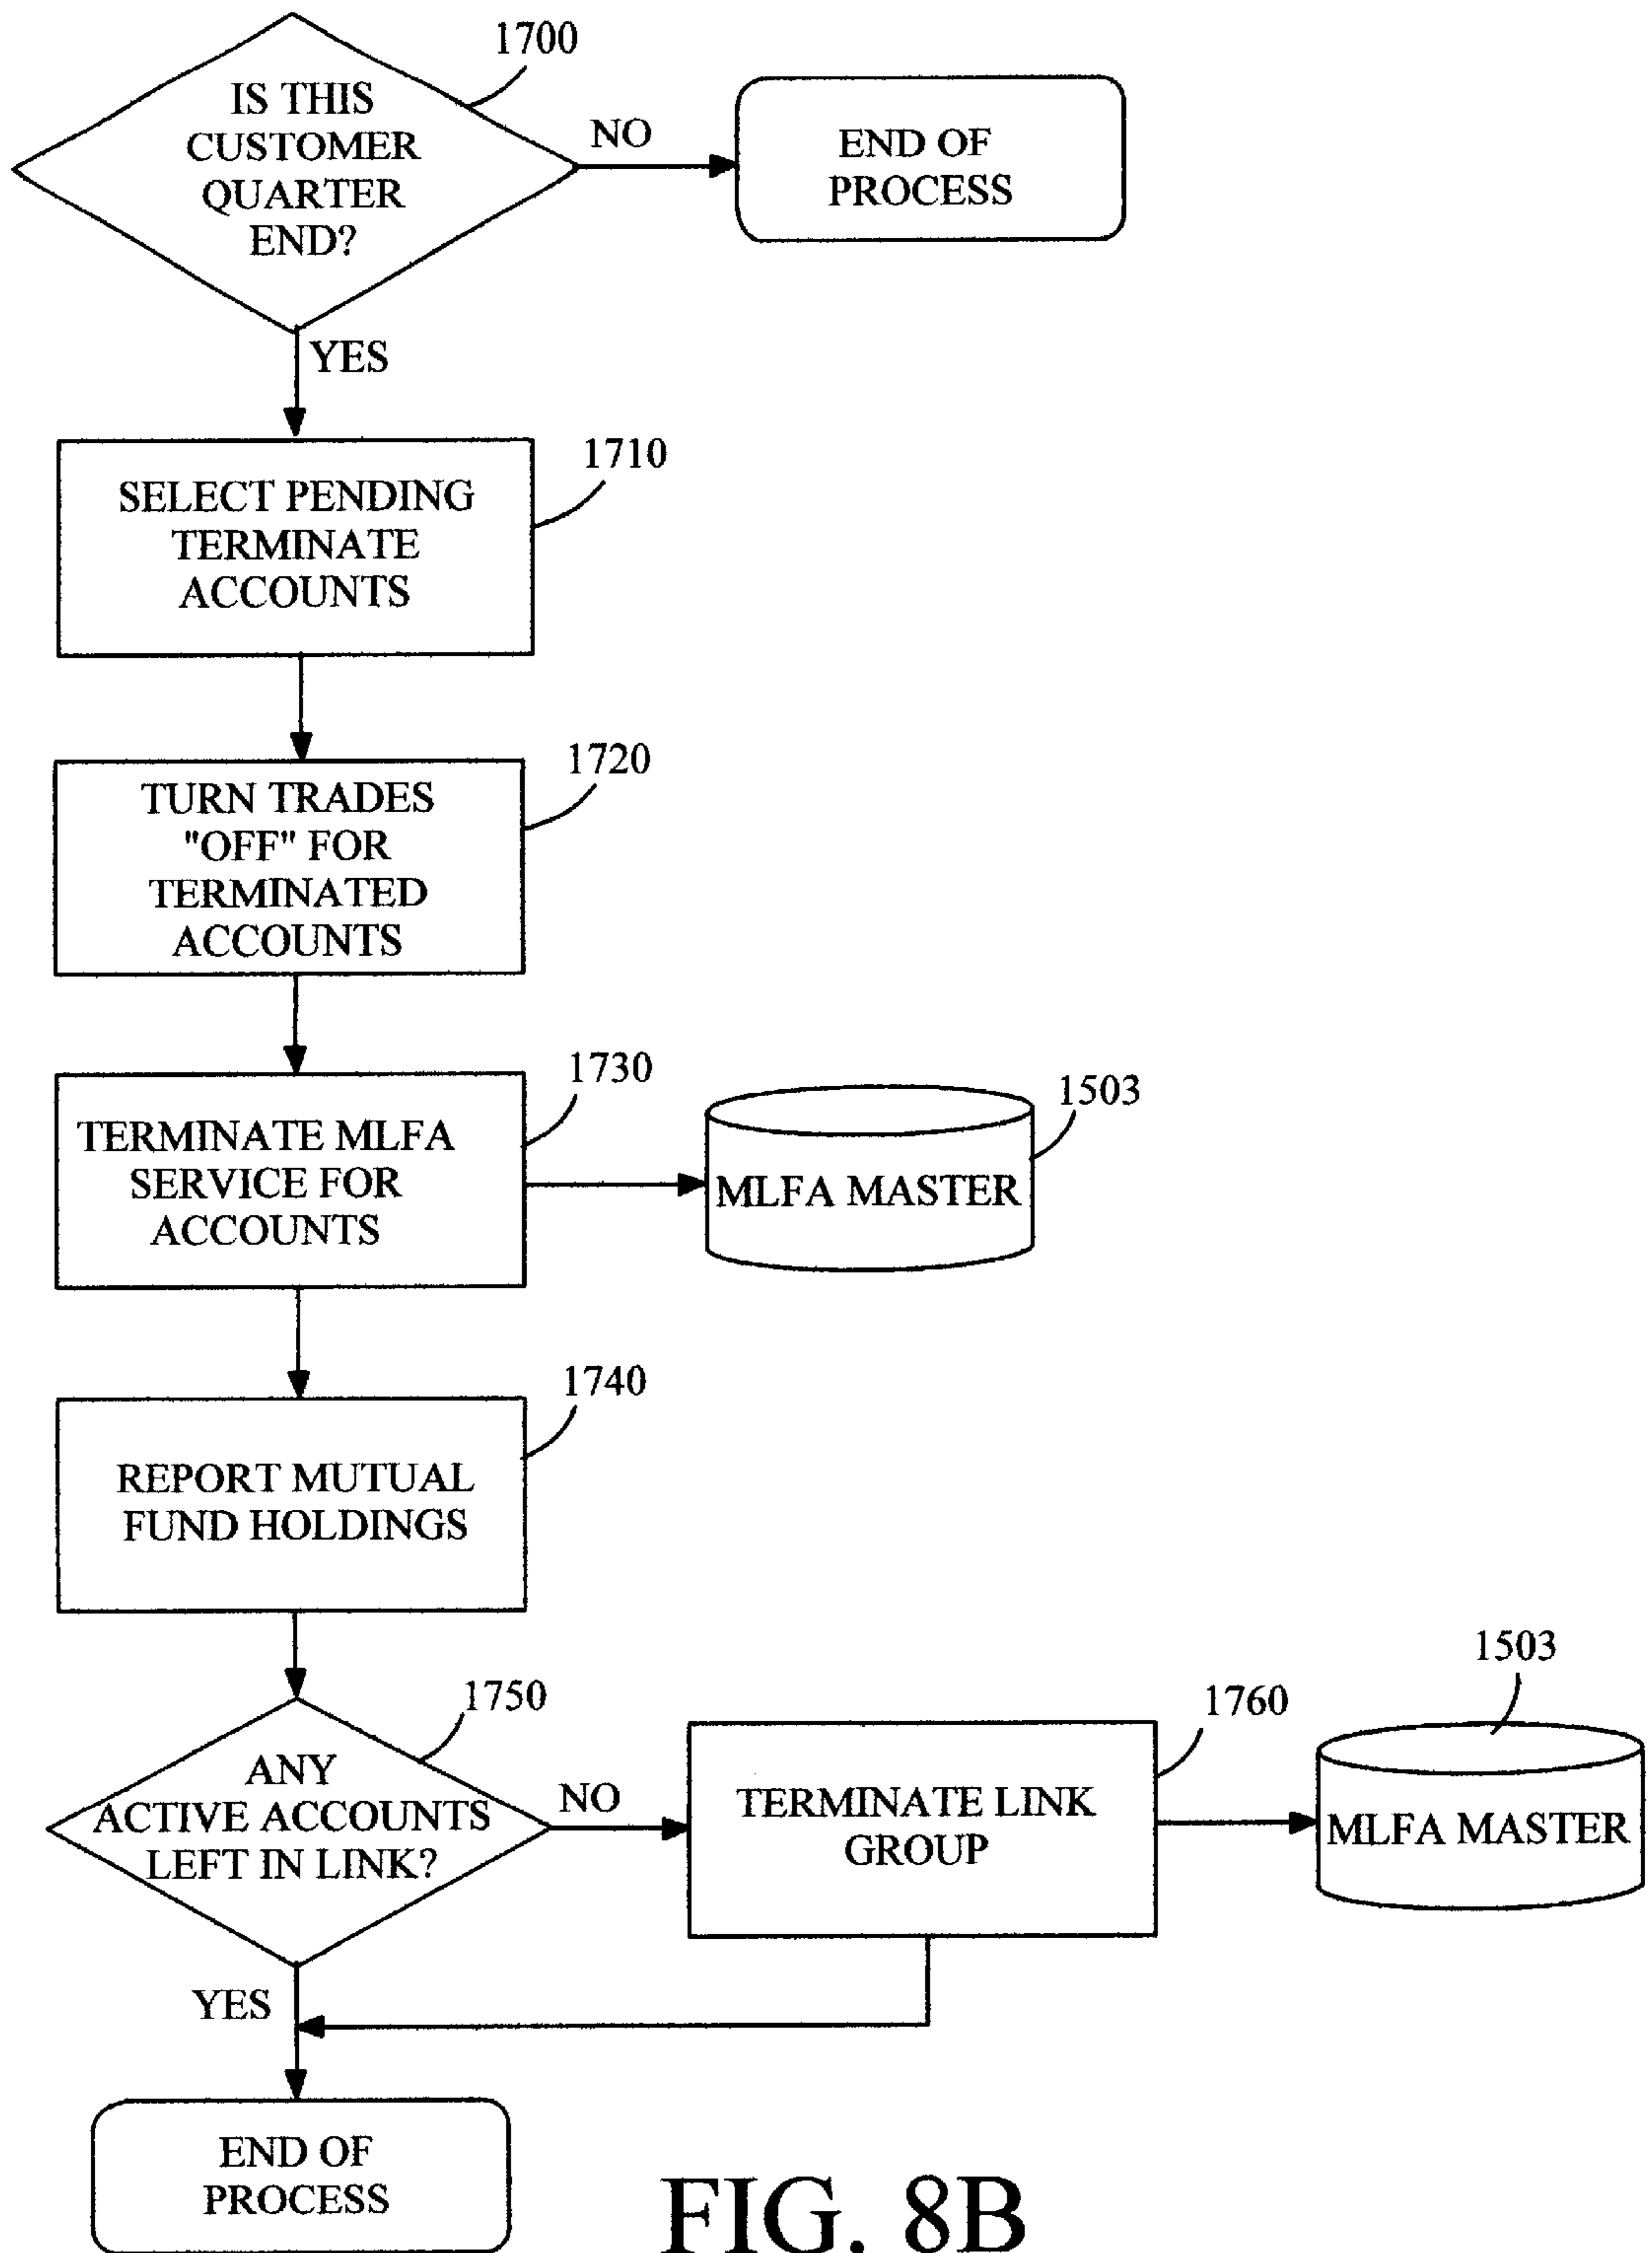 1700
IS THIS
CUSTOMER
QUARTER
END?
NO
END OF
PROCESS
YES
1710
SELECT PENDING
TERMINATE
ACCOUNTS
1720
TURN TRADES
"OFF" FOR
TERMINATED
ACCOUNTS
1730
TERMINATE MLFA
SERVICE FOR
ACCOUNTS
1503
MLFA MASTER
1740
REPORT MUTUAL
FUND HOLDINGS
1750
ANY
ACTIVE ACCOUNTS
LEFT IN LINK?
NO
1760
TERMINATE LINK
GROUP
1503
MLFA MASTER
YES
END OF
PROCESS
FIG. 8B